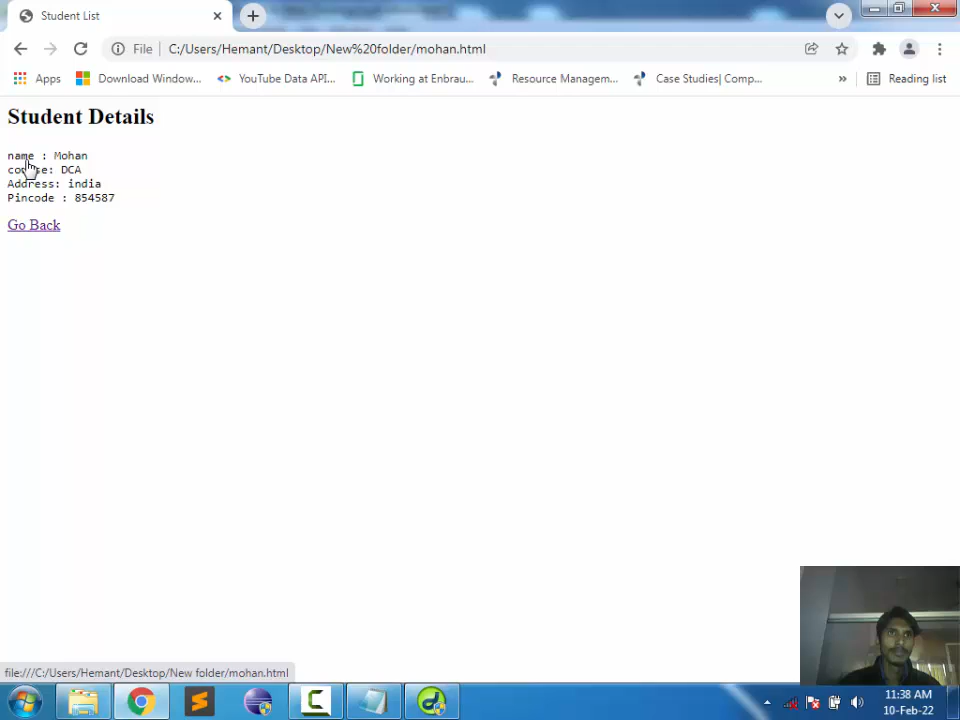 Student List
File
C:/Users/Hemant/Desktop/New%20folder/mohan.html
Apps
Download Window...
YouTube Data API...
Working at Enbrau...
Resource Managem...
Case Studies| Comp...
»
Reading list
Student Details
name : Mohan
course: DCA
Address: india
Pincode : 854587
Go Back
file:///C:/Users/Hemant/Desktop/New folder/mohan.html
11:38 AM
10-Feb-22